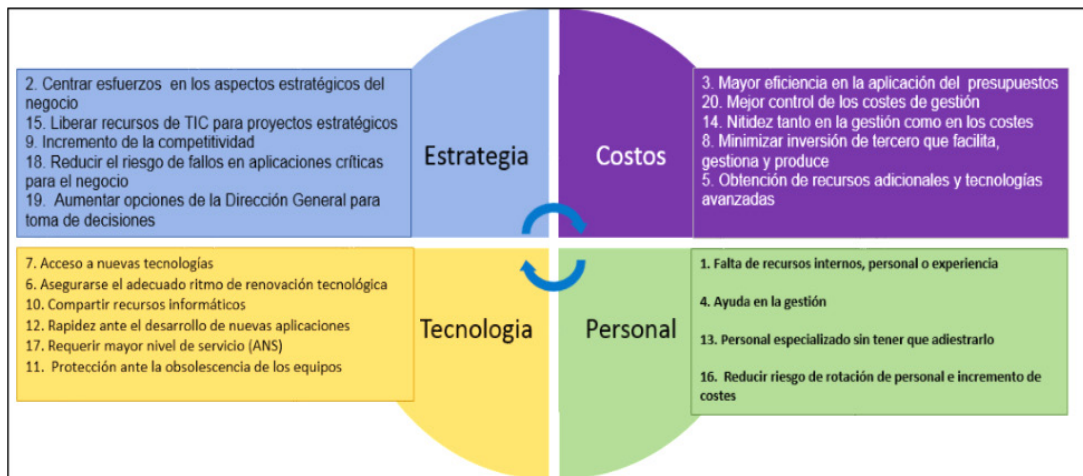 2. Centrar esfuerzos en los aspectos estratégicos del
negocio
15. Liberar recursos de TIC para proyectos estratégicos
9. Incremento de la competitividad
18. Reducir el riesgo de fallos en aplicaciones críticas
para el negocio
19. Aumentar opciones de la Dirección General para
toma de decisiones
Estrategia
Costos
3. Mayor eficiencia en la aplicación del presupuestos
20. Mejor control de los costes de gestión
14. Nitidez tanto en la gestión como en los costes
8. Minimizar inversión de tercero que facilita,
gestiona y produce
5. Obtención de recursos adicionales y tecnologías
avanzadas
7. Acceso a nuevas tecnologías
6. Asegurarse el adecuado ritmo de renovación tecnológica
10. Compartir recursos informáticos
12. Rapidez ante el desarrollo de nuevas aplicaciones
17. Requerir mayor nivel de servicio (ANS)
11. Protección ante la obsolescencia de los equipos
Tecnologia
Personal
1. Falta de recursos internos, personal o experiencia
4. Ayuda en la gestión
13. Personal especializado sin tener que adiestrarlo
16. Reducir riesgo de rotación de personal e incremento de
costes